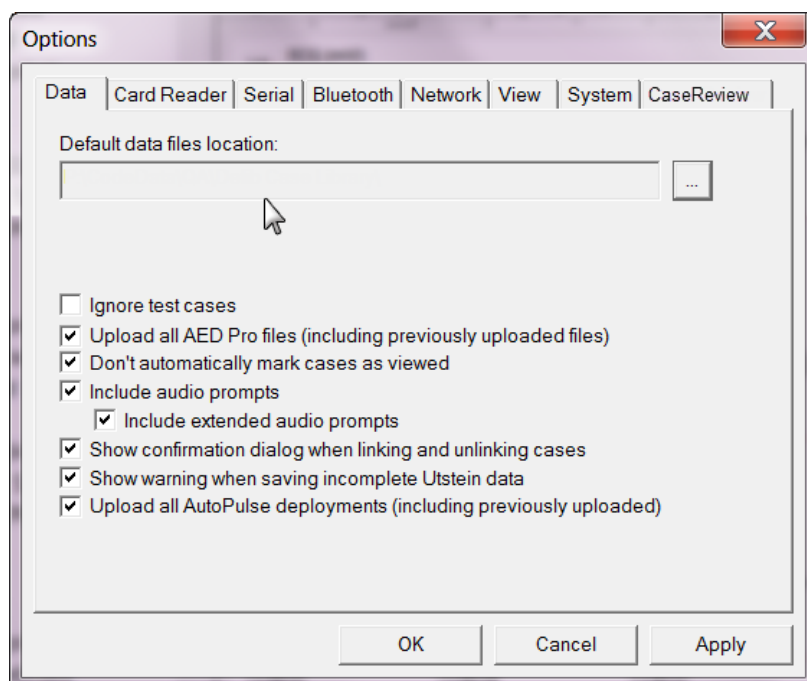 Options
Data Card Reader Serial Bluetooth Network View System CaseReview
Default data files location:
...
Ignore test cases
Upload all AED Pro files (including previously uploaded files)
Don't automatically mark cases as viewed
Include audio prompts
Include extended audio prompts
Show confirmation dialog when linking and unlinking cases
Show warning when saving incomplete Utstein data
Upload all AutoPulse deployments (including previously uploaded)
OK Cancel Apply